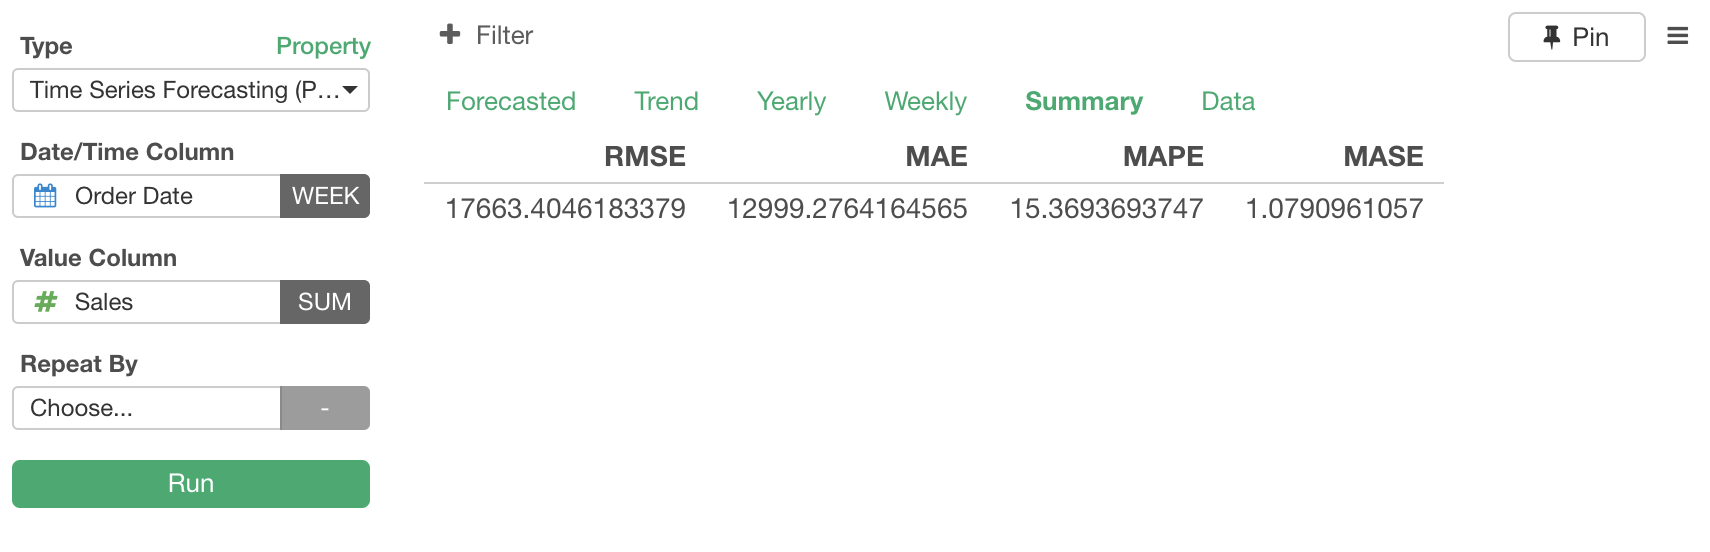 Type Property
Time Series Forecasting (P...
Date/Time Column
Order Date WEEK
Value Column
# Sales SUM
Repeat By
Choose... -
Run
Filter
Pin
Forecasted Trend Yearly Weekly Summary Data
RMSE MAE MAPE MASE
17663.4046183379 12999.2764164565 15.3693693747 1.0790961057